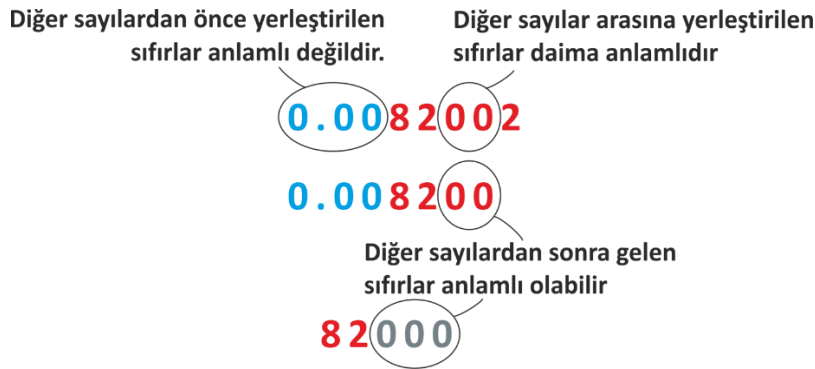 Diğer sayılardan önce yerleştirilen
sıfırlar anlamlı değildir.
Diğer sayılar arasına yerleştirilen
sıfırlar daima anlamlıdır
0.0082002
0.008200
Diğer sayılardan sonra gelen
sıfırlar anlamlı olabilir
82000